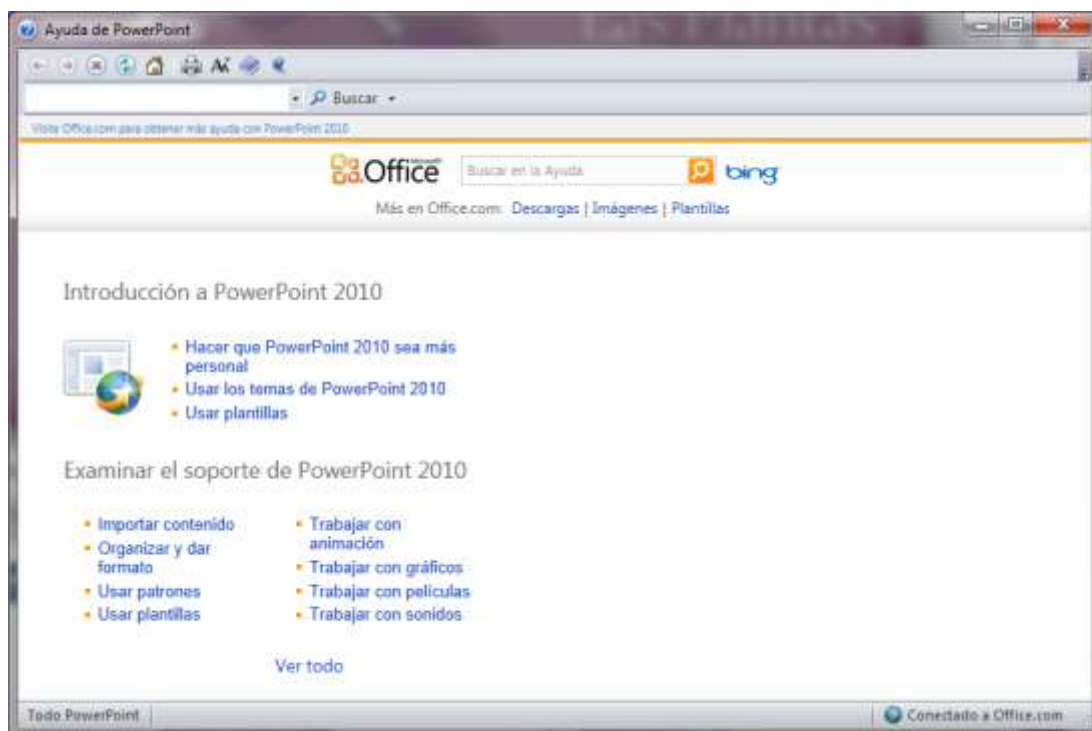 Las Plantas
Ayuda de PowerPoint
Buscar
Visite Office.com para obtener más ayuda con PowerPoint 2010
Microsoft
Office Buscar en la Ayuda bing
Más en Office.com: Descargas | Imágenes | Plantillas
Introducción a PowerPoint 2010
Hacer que PowerPoint 2010 sea más
personal
Usar los temas de PowerPoint 2010
Usar plantillas
Examinar el soporte de PowerPoint 2010
Importar contenido
Organizar y dar
formato
Usar patrones
Usar plantillas
Trabajar con
animación
Trabajar con gráficos
Trabajar con películas
Trabajar con sonidos
Ver todo
Todo PowerPoint
Conectado a Office.com